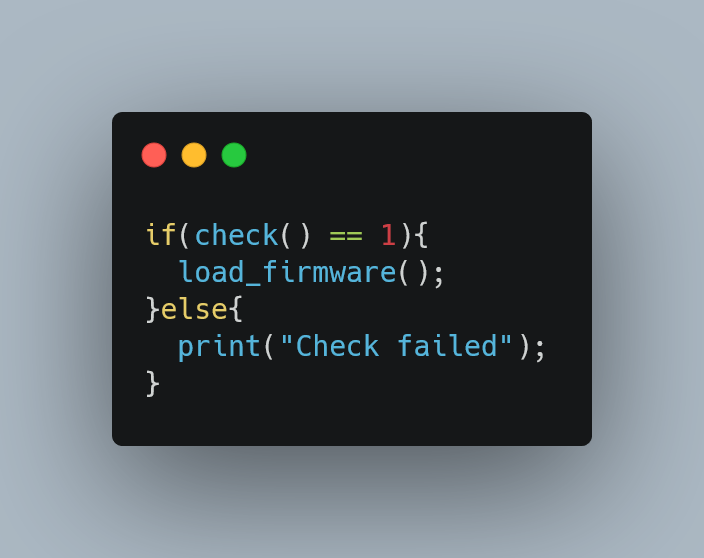 if(check() == 1){
  load_firmware();
}else{
  print("Check failed");
}